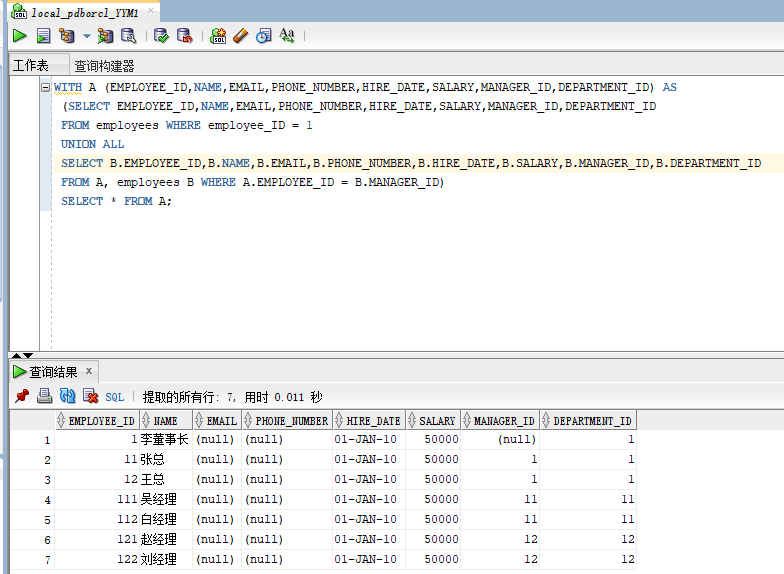 local_pdborcl_YYM1
工作表 查询构建器
WITH A (EMPLOYEE_ID,NAME,EMAIL,PHONE_NUMBER,HIRE_DATE,SALARY,MANAGER_ID,DEPARTMENT_ID) AS
(SELECT EMPLOYEE_ID,NAME,EMAIL,PHONE_NUMBER,HIRE_DATE,SALARY,MANAGER_ID,DEPARTMENT_ID
FROM employees WHERE employee_ID = 1
UNION ALL
SELECT B.EMPLOYEE_ID,B.NAME,B.EMAIL,B.PHONE_NUMBER,B.HIRE_DATE,B.SALARY,B.MANAGER_ID,B.DEPARTMENT_ID
FROM A, employees B WHERE A.EMPLOYEE_ID = B.MANAGER_ID)
SELECT * FROM A;
查询结果 x
SQL | 提取的所有行: 7, 用时 0.011 秒
EMPLOYEE_ID NAME EMAIL PHONE_NUMBER HIRE_DATE SALARY MANAGER_ID DEPARTMENT_ID
1 1 李董事长 (null) (null) 01-JAN-10 50000 (null) 1
2 11 张总 (null) (null) 01-JAN-10 50000 1 1
3 12 王总 (null) (null) 01-JAN-10 50000 1 1
4 111 吴经理 (null) (null) 01-JAN-10 50000 11 11
5 112 白经理 (null) (null) 01-JAN-10 50000 11 11
6 121 赵经理 (null) (null) 01-JAN-10 50000 12 12
7 122 刘经理 (null) (null) 01-JAN-10 50000 12 12